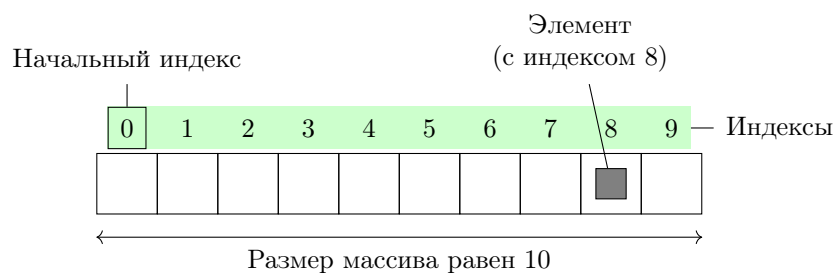 Элемент
(с индексом 8)
Начальный индекс
0 1 2 3 4 5 6 7 8 9
Индексы
Размер массива равен 10